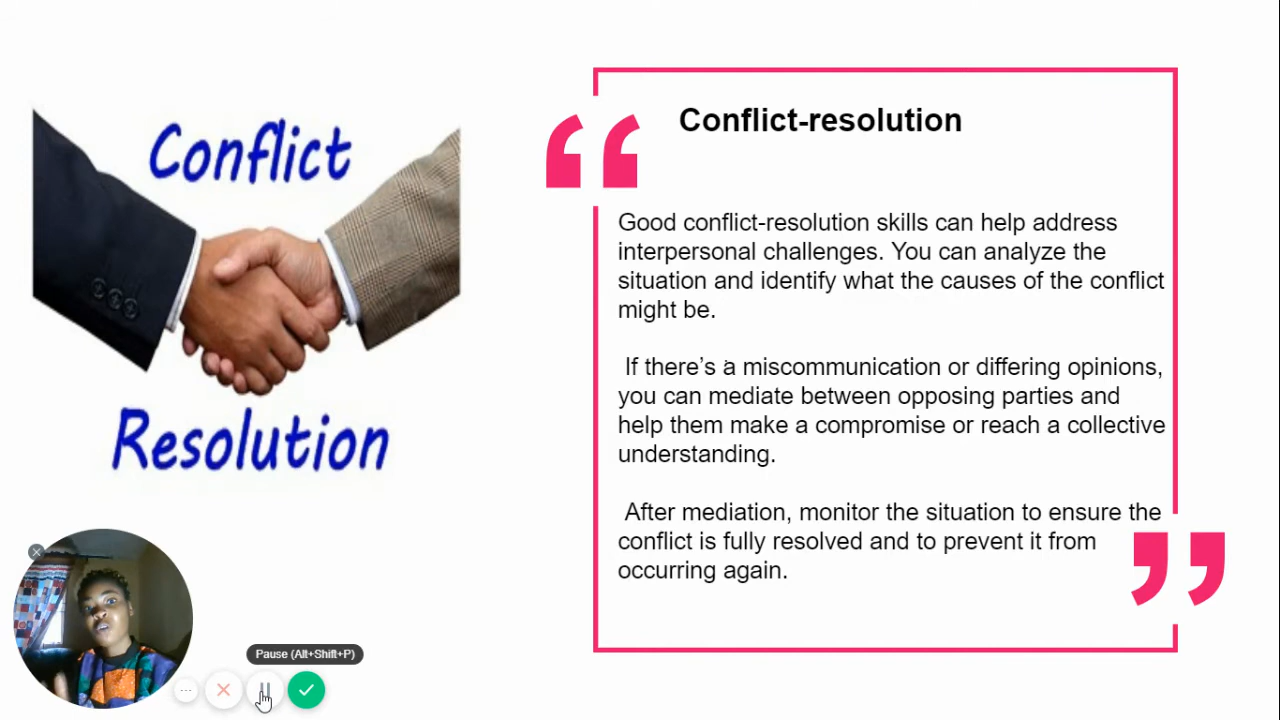 Conflict
Resolution
Conflict-resolution
Good conflict-resolution skills can help address
interpersonal challenges. You can analyze the
situation and identify what the causes of the conflict
might be.
If there's a miscommunication or differing opinions,
you can mediate between opposing parties and
help them make a compromise or reach a collective
understanding.
After mediation, monitor the situation to ensure the
conflict is fully resolved and to prevent it from
occurring again.
Pause (Alt+Shift+P)